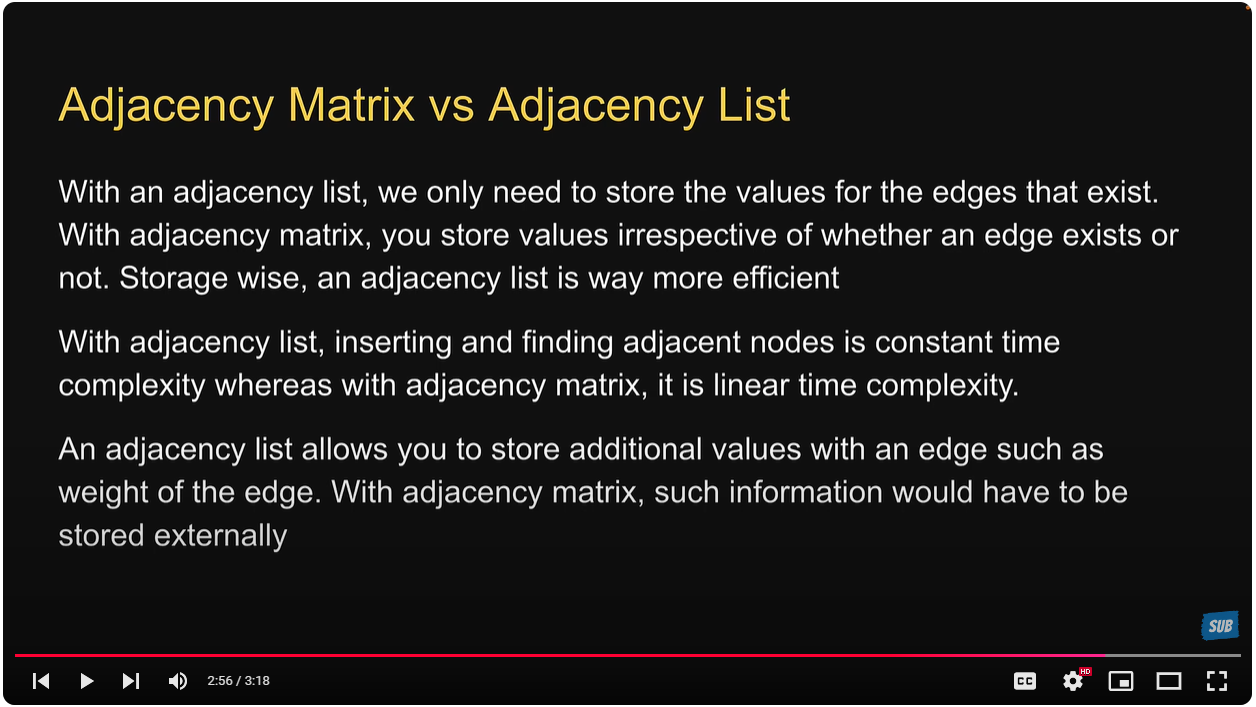 Adjacency Matrix vs Adjacency List
With an adjacency list, we only need to store the values for the edges that exist.
With adjacency matrix, you store values irrespective of whether an edge exists or
not. Storage wise, an adjacency list is way more efficient
With adjacency list, inserting and finding adjacent nodes is constant time
complexity whereas with adjacency matrix, it is linear time complexity.
An adjacency list allows you to store additional values with an edge such as
weight of the edge. With adjacency matrix, such information would have to be
stored externally
SUB
2:56 / 3:18
CC
HD